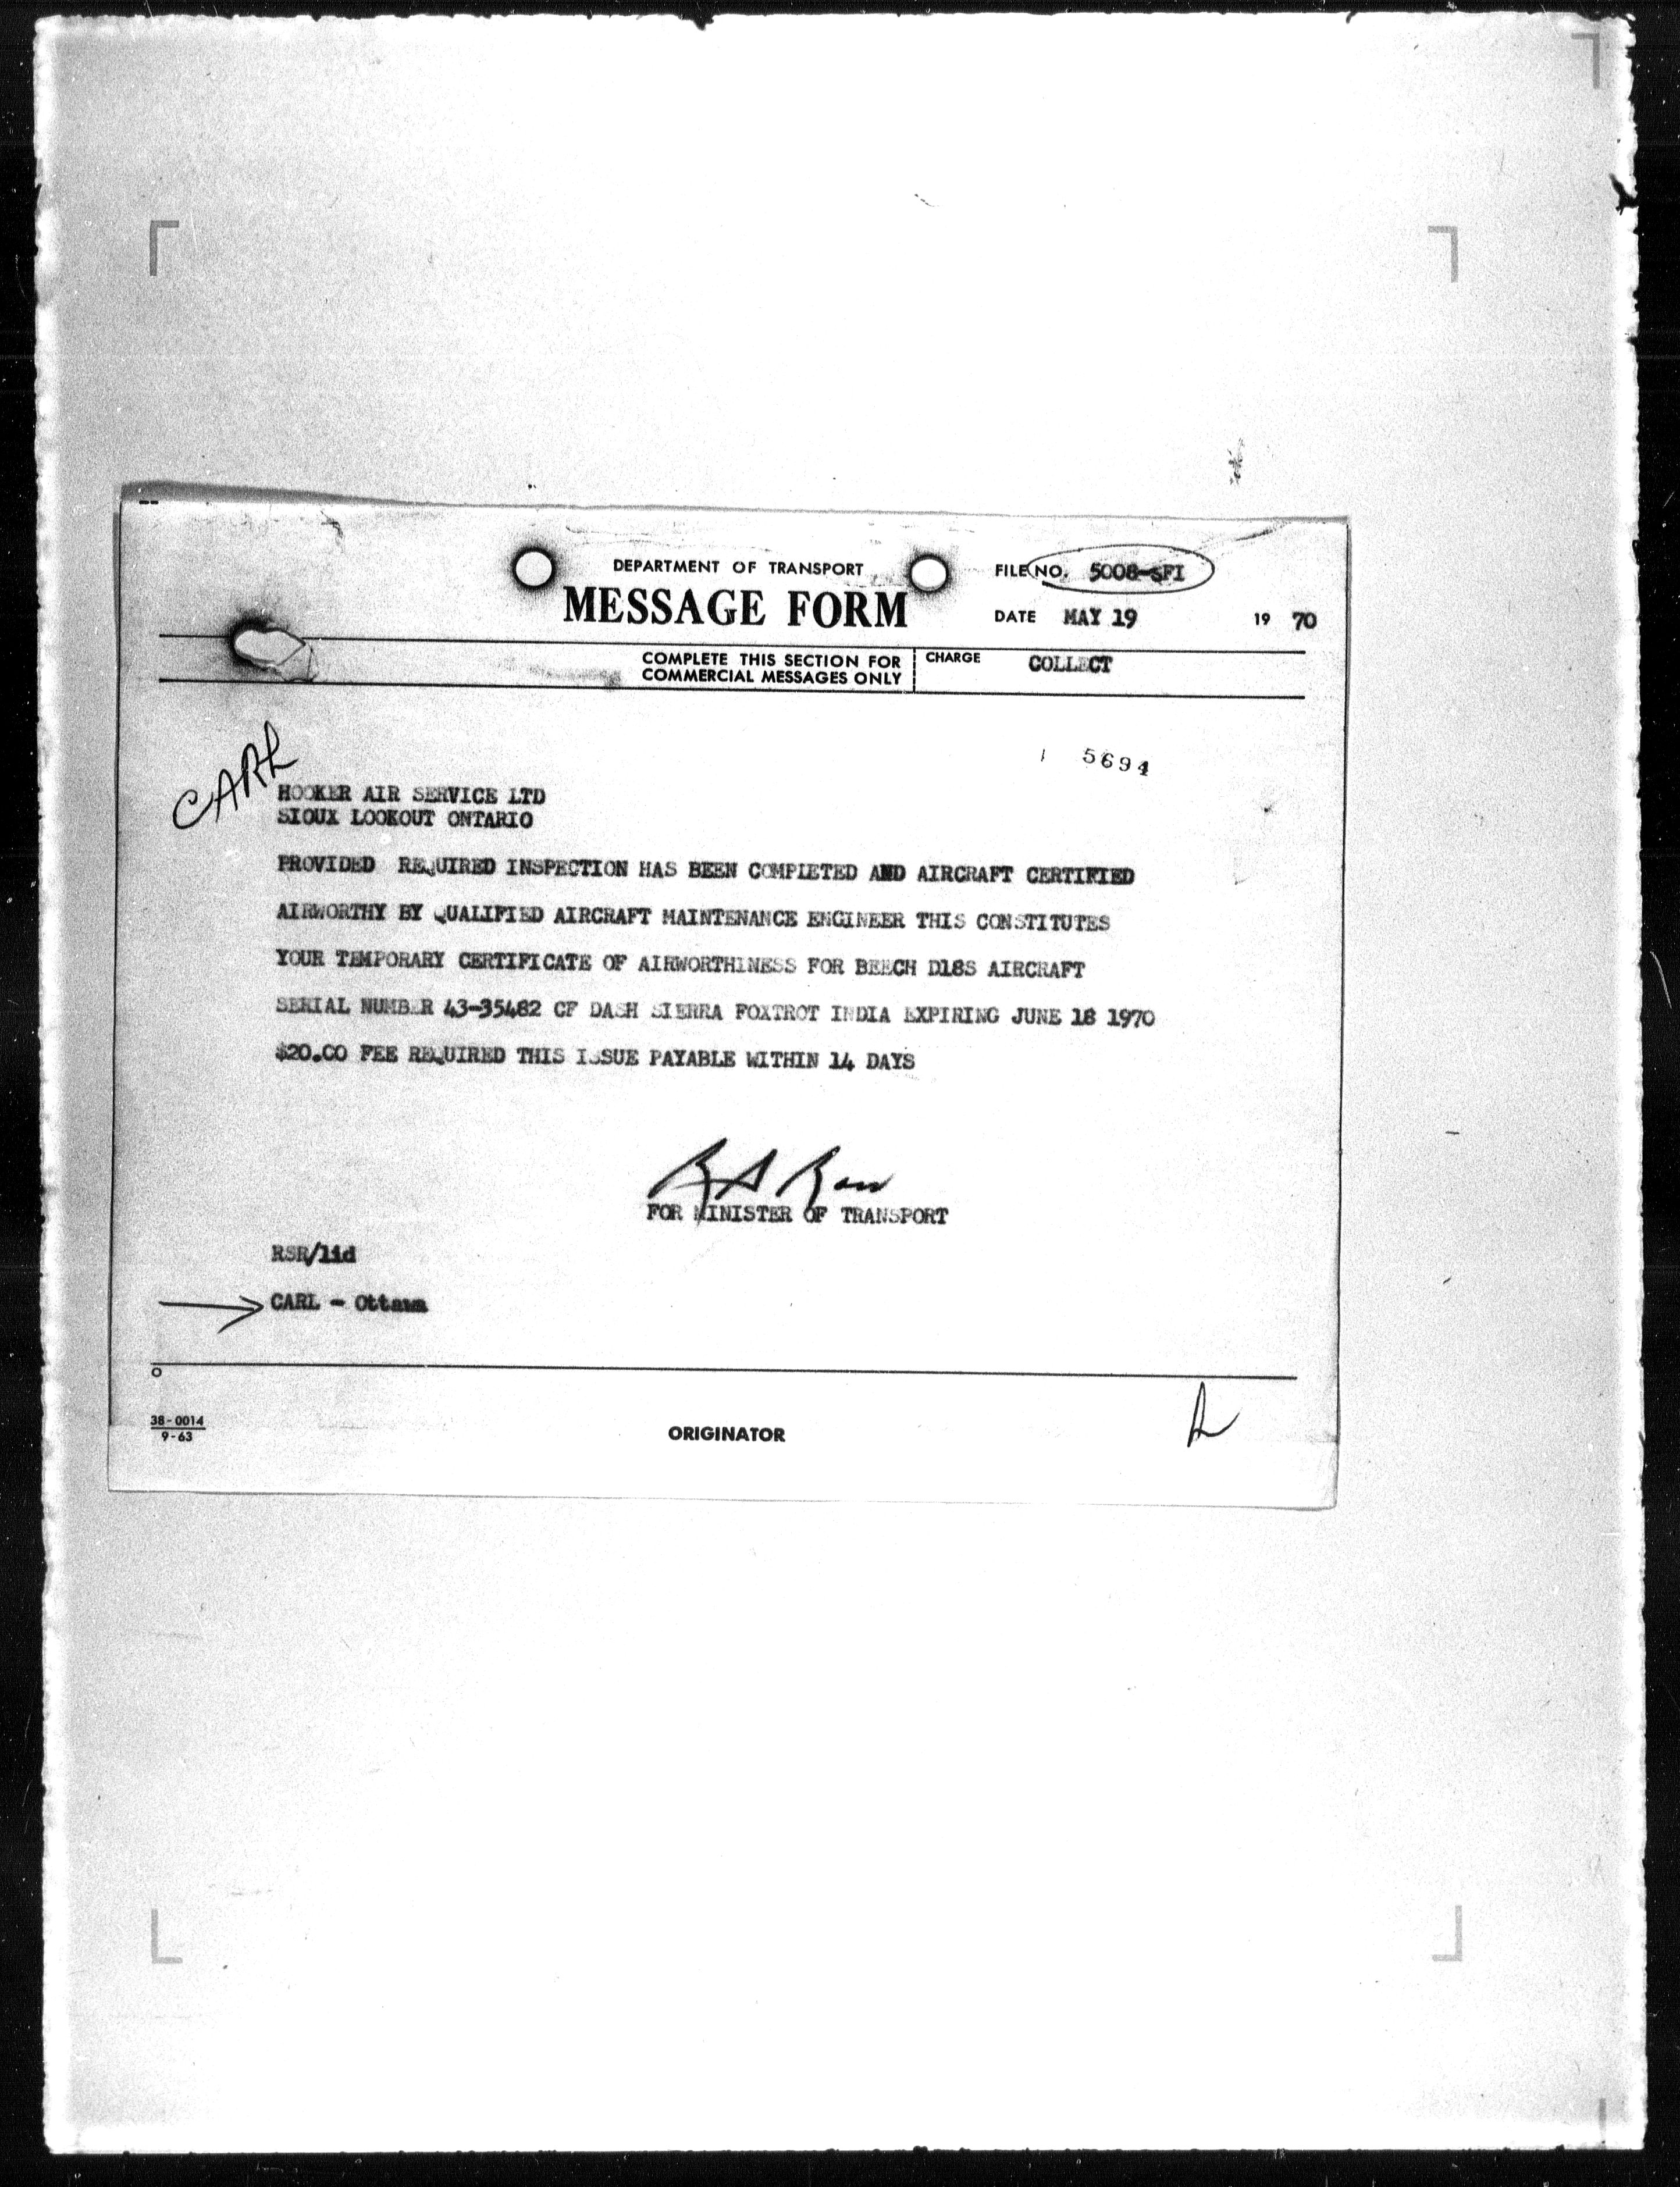 DEPARTMENT OF TRANSPORT
MESSAGE FORM
FILE NO. 5008-SFI
DATE MAY 19 19 70
COMPLETE THIS SECTION FOR
COMMERCIAL MESSAGES ONLY
CHARGE COLLECT
5694
CARL
HOOKER AIR SERVICE LTD
SIOUX LOOKOUT ONTARIO
PROVIDED REQUIRED INSPECTION HAS BEEN COMPLETED AND AIRCRAFT CERTIFIED
AIRWORTHY BY QUALIFIED AIRCRAFT MAINTENANCE ENGINEER THIS CONSTITUTES
YOUR TEMPORARY CERTIFICATE OF AIRWORTHINESS FOR BEECH D18S AIRCRAFT
SERIAL NUMBER 43-35482 CF DASH SIERRA FOXTROT INDIA EXPIRING JUNE 18 1970
$20.00 FEE REQUIRED THIS ISSUE PAYABLE WITHIN 14 DAYS
FOR MINISTER OF TRANSPORT
RSR/lid
CARL - Ottawa
38-0014
9-63
ORIGINATOR